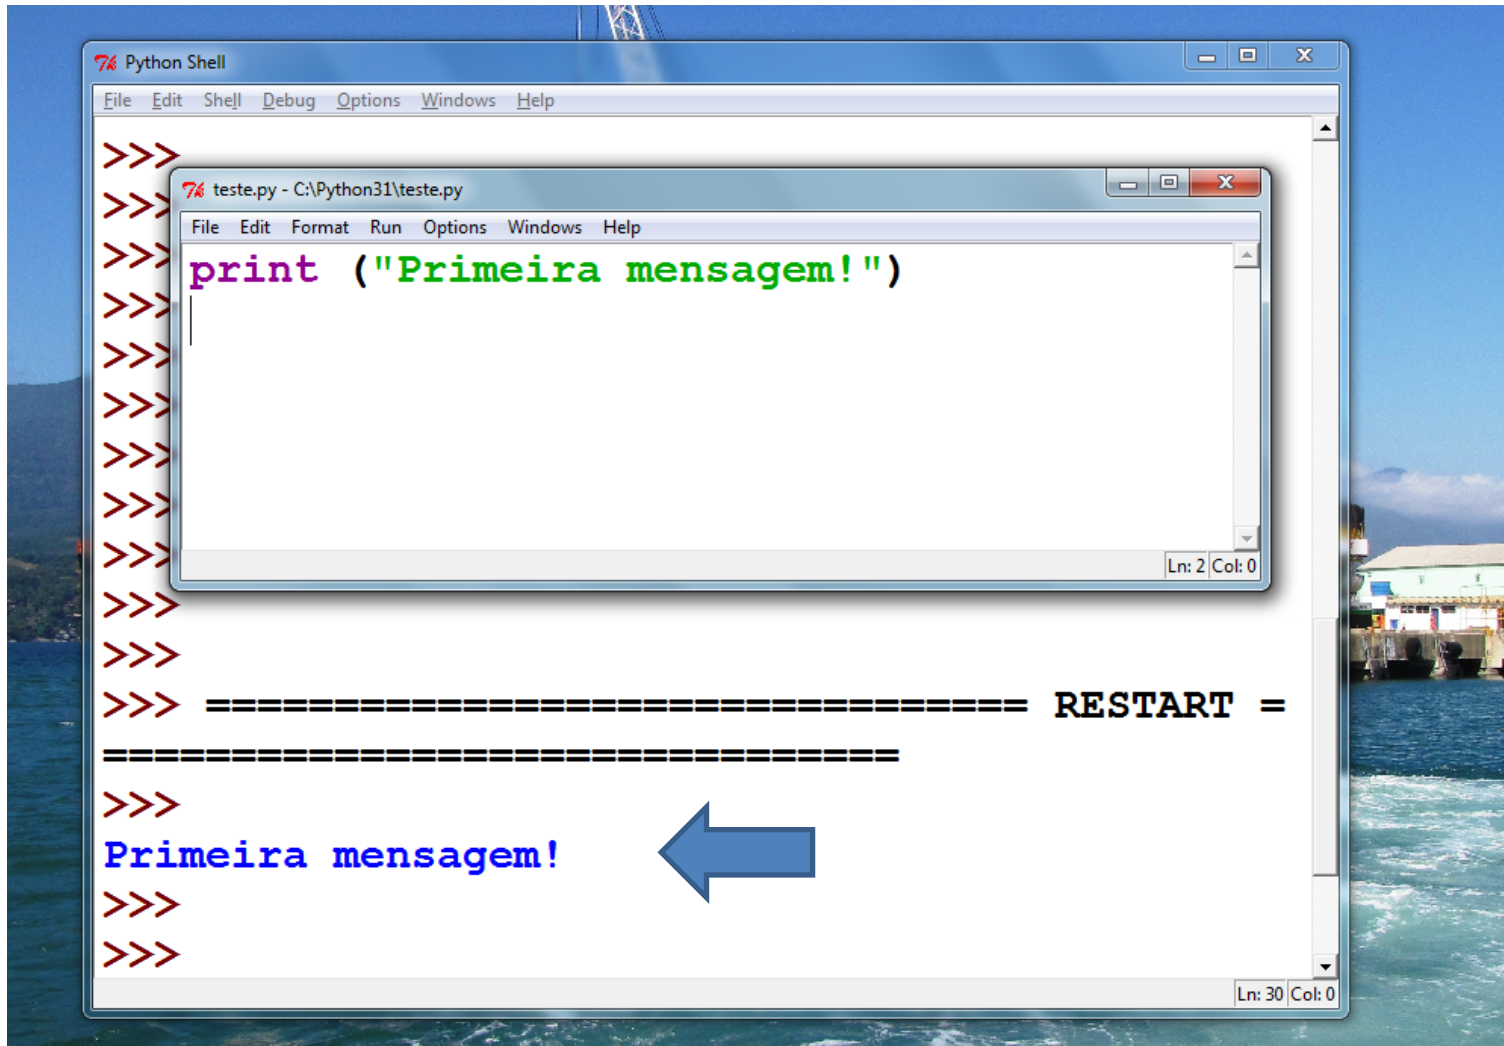 Python Shell
File Edit Shell Debug Options Windows Help
>>>
>>>
teste.py - C:\Python31\teste.py
File Edit Format Run Options Windows Help
>>>
print ("Primeira mensagem!")
>>>
>>>
>>>
>>>
>>>
>>>
Ln: 2 Col: 0
>>>
>>>
>>> ================================ RESTART =
===============================
>>>
Primeira mensagem!
>>>
>>>
Ln: 30 Col: 0